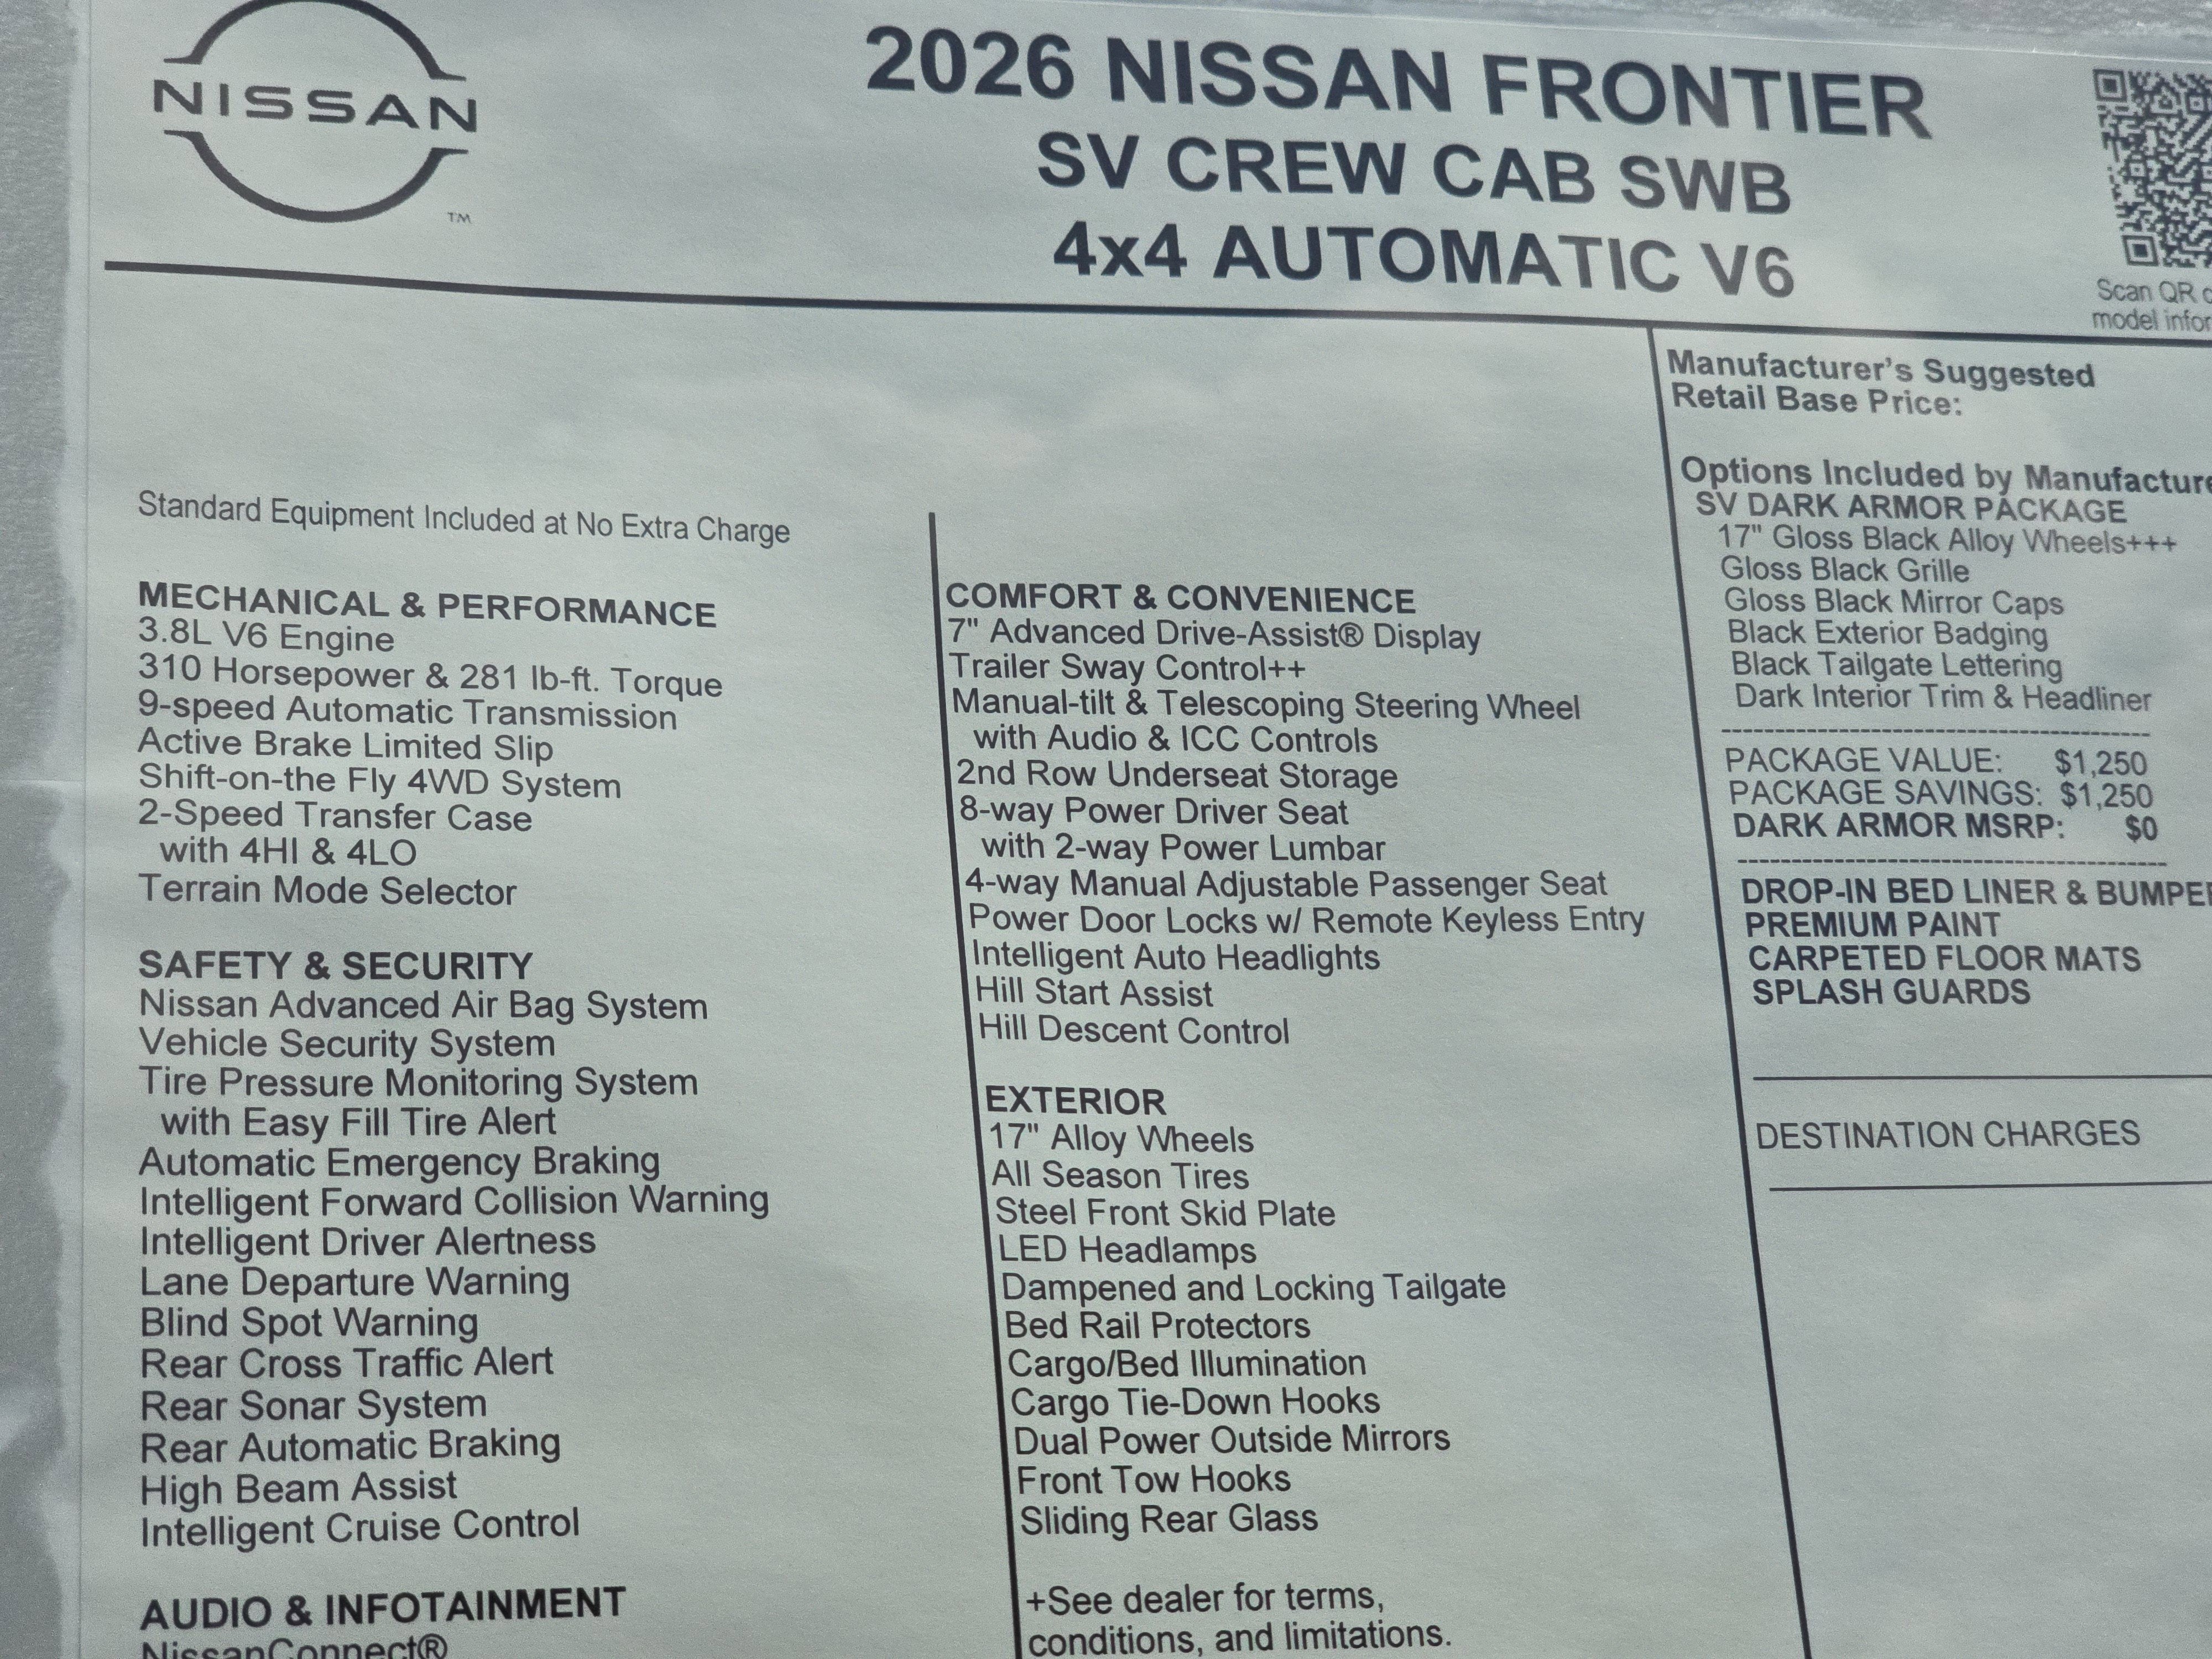 NISSAN
TM
2026 NISSAN FRONTIER
SV CREW CAB SWB
4x4 AUTOMATIC V6
Scan QR
model
Standard Equipment Included at No Extra Charge
MECHANICAL & PERFORMANCE
3.8L V6 Engine
310 Horsepower & 281 lb-ft. Torque
9-speed Automatic Transmission
Active Brake Limited Slip
Shift-on-the Fly 4WD System
2-Speed Transfer Case
with 4HI & 4LO
Terrain Mode Selector
SAFETY & SECURITY
Nissan Advanced Air Bag System
Vehicle Security System
Tire Pressure Monitoring System
with Easy Fill Tire Alert
Automatic Emergency Braking
Intelligent Forward Collision Warning
Intelligent Driver Alertness
Lane Departure Warning
Blind Spot Warning
Rear Cross Traffic Alert
Rear Sonar System
Rear Automatic Braking
High Beam Assist
Intelligent Cruise Control
AUDIO & INFOTAINMENT
NissanConnect®
COMFORT & CONVENIENCE
7" Advanced Drive-Assist® Display
Trailer Sway Control++
Manual-tilt & Telescoping Steering Wheel
with Audio & ICC Controls
2nd Row Underseat Storage
8-way Power Driver Seat
with 2-way Power Lumbar
4-way Manual Adjustable Passenger Seat
Power Door Locks w/ Remote Keyless Entry
Intelligent Auto Headlights
Hill Start Assist
Hill Descent Control
EXTERIOR
17" Alloy Wheels
All Season Tires
Steel Front Skid Plate
LED Headlamps
Dampened and Locking Tailgate
Bed Rail Protectors
Cargo/Bed Illumination
Cargo Tie-Down Hooks
Dual Power Outside Mirrors
Front Tow Hooks
Sliding Rear Glass
+See dealer for terms,
conditions, and limitations.
Manufacturer's Suggested
Retail Base Price:
Options Included by Manufacture
SV DARK ARMOR PACKAGE
17" Gloss Black Alloy Wheels+++
Gloss Black Grille
Gloss Black Mirror Caps
Black Exterior Badging
Black Tailgate Lettering
Dark Interior Trim & Headliner
PACKAGE VALUE: $1,250
PACKAGE SAVINGS: $1,250
DARK ARMOR MSRP: $0
DROP-IN BED LINER & BUMPE
PREMIUM PAINT
CARPETED FLOOR MATS
SPLASH GUARDS
DESTINATION CHARGES